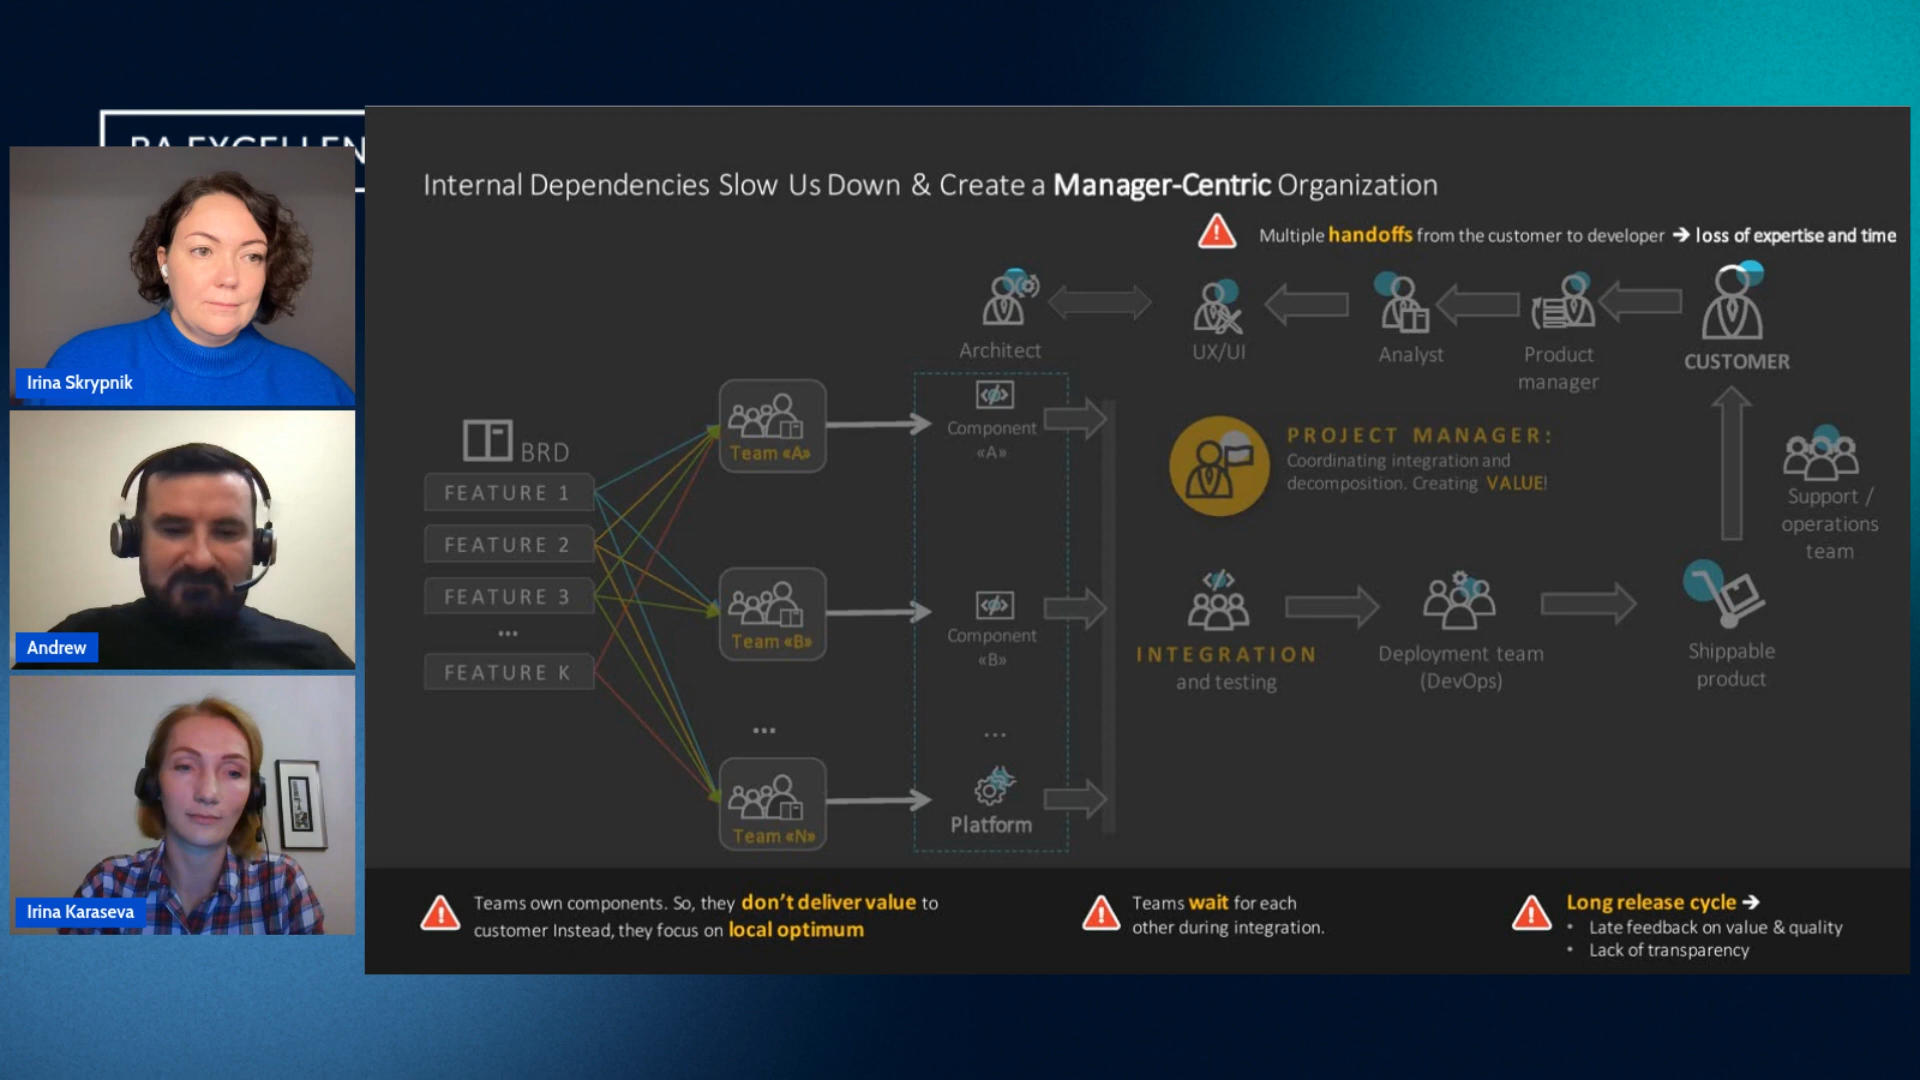 Internal Dependencies Slow Us Down & Create a Manager-Centric Organization
Multiple handoffs from the customer to developer → loss of expertise and time
Architect
UX/UI
Analyst
Product
manager
CUSTOMER
BRD
FEATURE 1
FEATURE 2
FEATURE 3
...
FEATURE K
Team «A»
Team «B»
...
Team «N»
Component
«A»
Component
«B»
...
Platform
PROJECT MANAGER:
Coordinating integration and
decomposition. Creating VALUE!
Support /
operations
team
INTEGRATION
and testing
Deployment team
(DevOps)
Shippable
product
Teams own components. So, they don't deliver value to
customer Instead, they focus on local optimum
Teams wait for each
other during integration.
Long release cycle →
• Late feedback on value & quality
• Lack of transparency
Irina Skrypnik
Andrew
Irina Karaseva